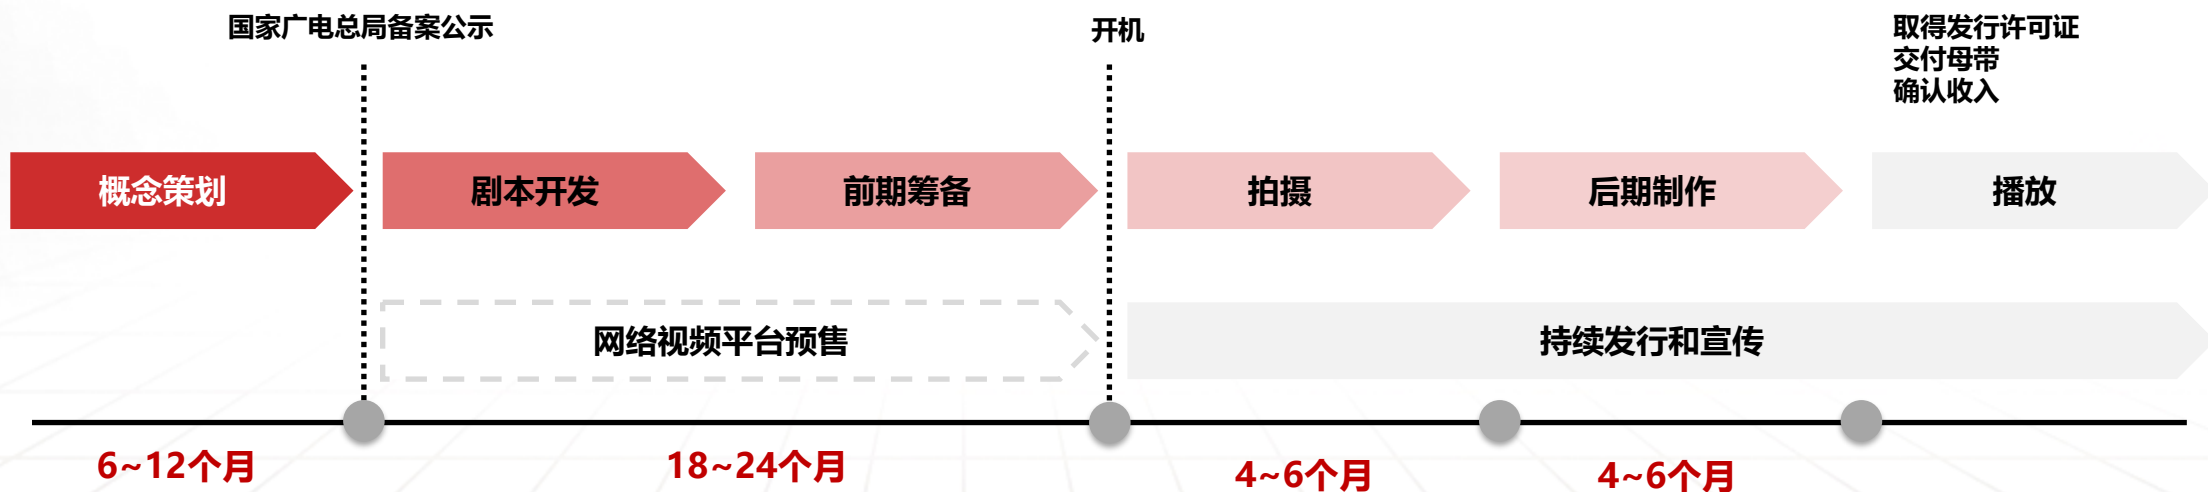 国家广电总局备案公示
开机
取得发行许可证
交付母带
确认收入
概念策划
剧本开发
前期筹备
拍摄
后期制作
播放
网络视频平台预售
持续发行和宣传
6~12个月
18~24个月
4~6个月
4~6个月